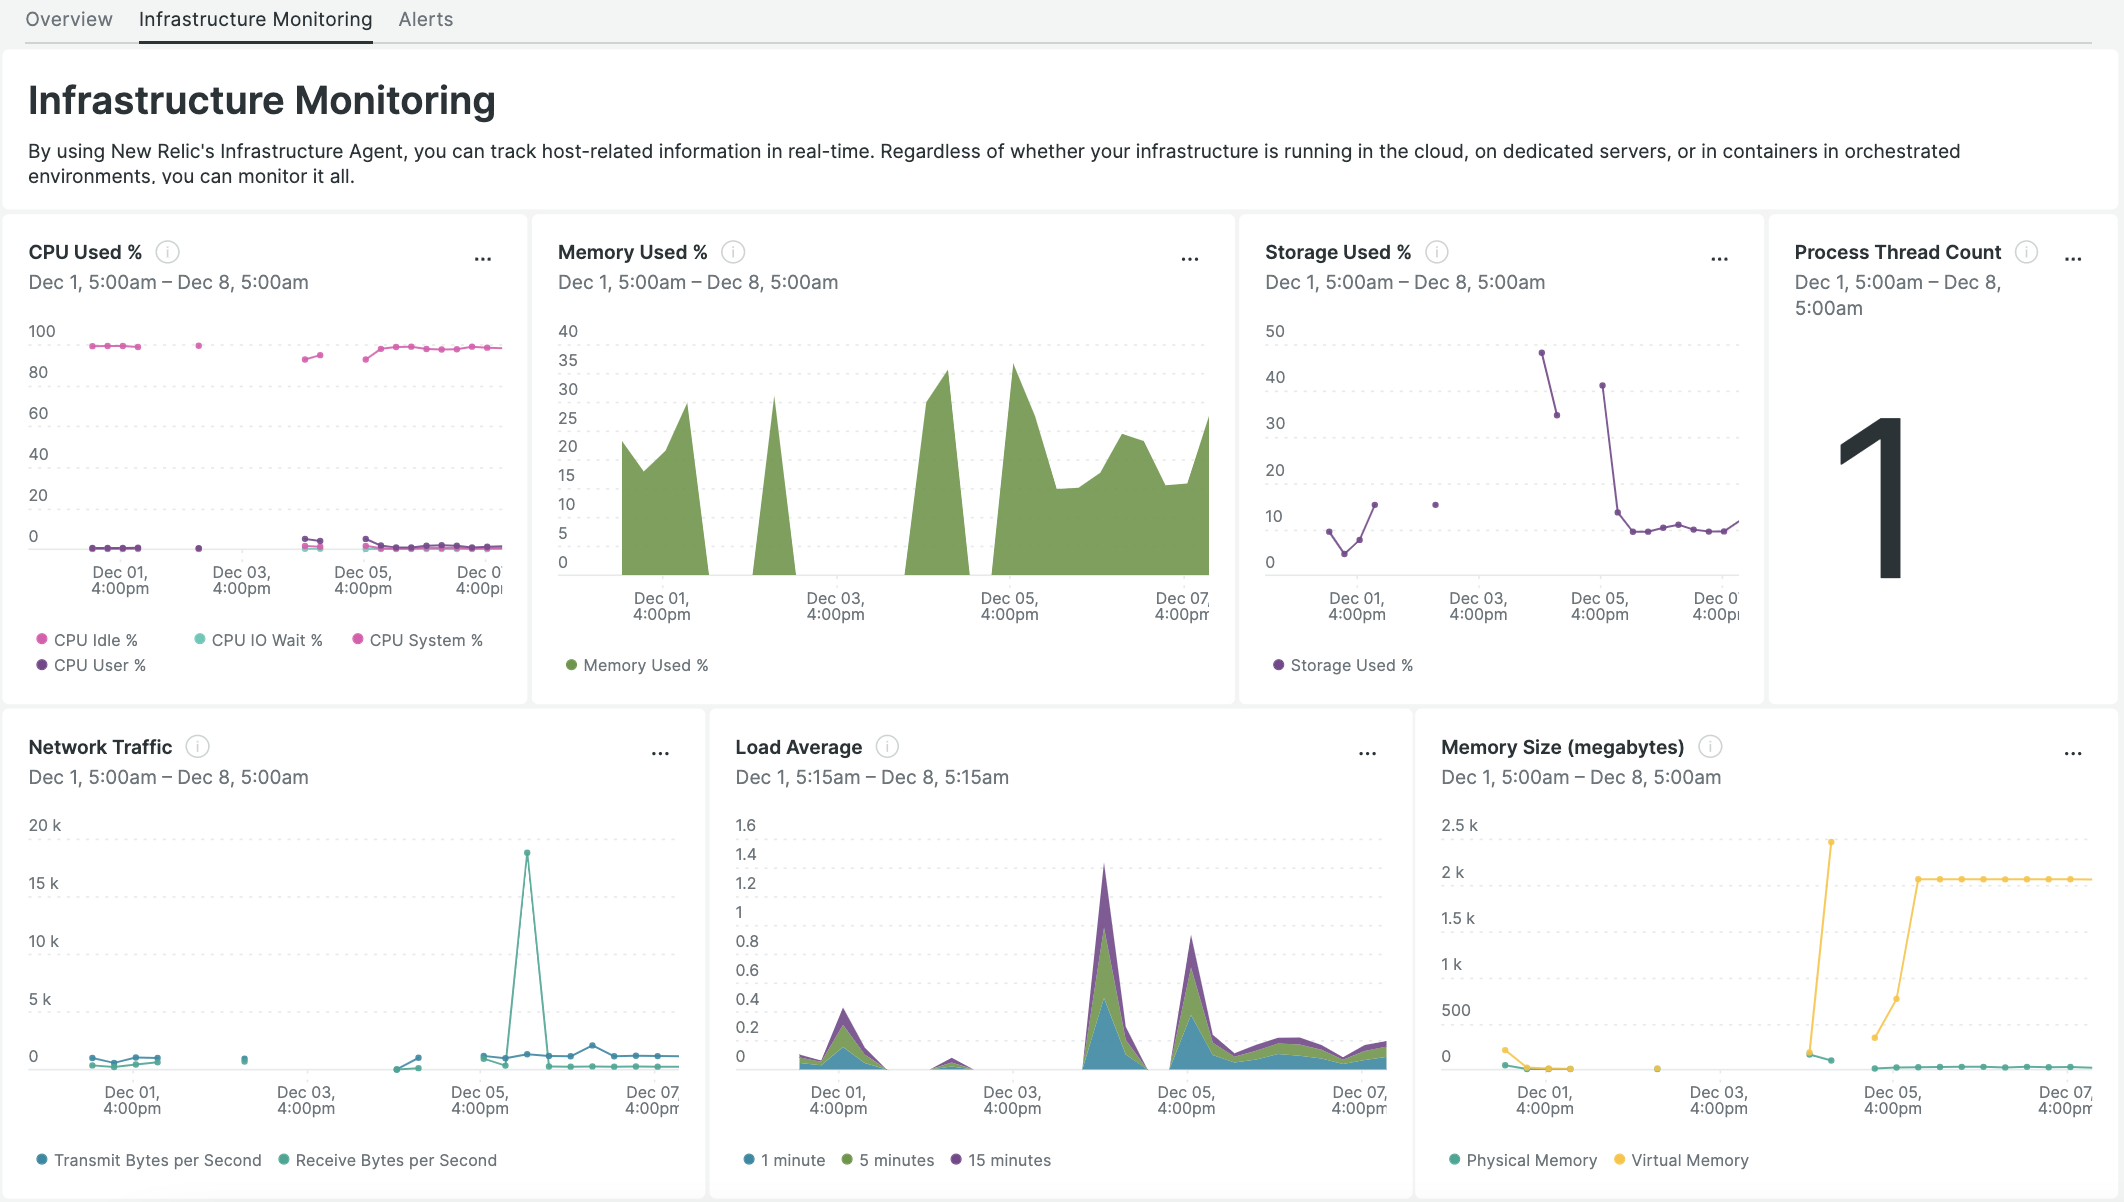 Overview Infrastructure Monitoring Alerts
Infrastructure Monitoring
By using New Relic's Infrastructure Agent, you can track host-related information in real-time. Regardless of whether your infrastructure is running in the cloud, on dedicated servers, or in containers in orchestrated
environments, you can monitor it all.
CPU Used %
Dec 1, 5:00am – Dec 8, 5:00am
100
80
60
40
20
0
Dec 01, Dec 03, Dec 05, Dec 0
4:00pm 4:00pm 4:00pm 4:00p
CPU Idle % CPU IO Wait % CPU System %
CPU User %
Memory Used %
Dec 1, 5:00am – Dec 8, 5:00am
40
35
30
25
20
15
10
5
0
Dec 01, Dec 03, Dec 05, Dec 07,
4:00pm 4:00pm 4:00pm 4:00pm
Memory Used %
Storage Used %
Dec 1, 5:00am – Dec 8, 5:00am
50
40
30
20
10
0
Dec 01, Dec 03, Dec 05, Dec 0
4:00pm 4:00pm 4:00pm 4:00p
Storage Used %
Process Thread Count
Dec 1, 5:00am – Dec 8,
5:00am
1
Network Traffic
Dec 1, 5:00am – Dec 8, 5:00am
20 k
15 k
10 k
5 k
0
Dec 01, Dec 03, Dec 05, Dec 07,
4:00pm 4:00pm 4:00pm 4:00pm
Transmit Bytes per Second Receive Bytes per Second
Load Average
Dec 1, 5:15am – Dec 8, 5:15am
1.6
1.4
1.2
1
0.8
0.6
0.4
0.2
0
Dec 01, Dec 03, Dec 05, Dec 07,
4:00pm 4:00pm 4:00pm 4:00pm
1 minute 5 minutes 15 minutes
Memory Size (megabytes)
Dec 1, 5:00am – Dec 8, 5:00am
2.5 k
2 k
1.5 k
1 k
500
0
Dec 01, Dec 03, Dec 05, Dec 07,
4:00pm 4:00pm 4:00pm 4:00pm
Physical Memory Virtual Memory